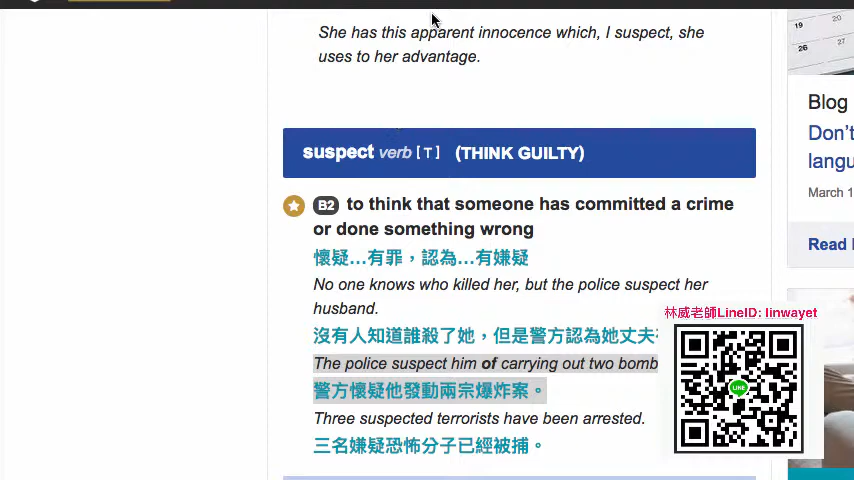 She has this apparent innocence which, I suspect, she
uses to her advantage.
suspect verb [T] (THINK GUILTY)
B2 to think that someone has committed a crime
or done something wrong
懷疑…有罪，認為…有嫌疑
No one knows who killed her, but the police suspect her
husband.
沒有人知道誰殺了她，但是警方認為她丈夫
The police suspect him of carrying out two bomb
警方懷疑他發動兩宗爆炸案。
Three suspected terrorists have been arrested.
三名嫌疑恐怖分子已經被捕。
19 20
26 27
Blog
Don't
langu
March 1
Read
林威老師LineID: linwayet
LINE